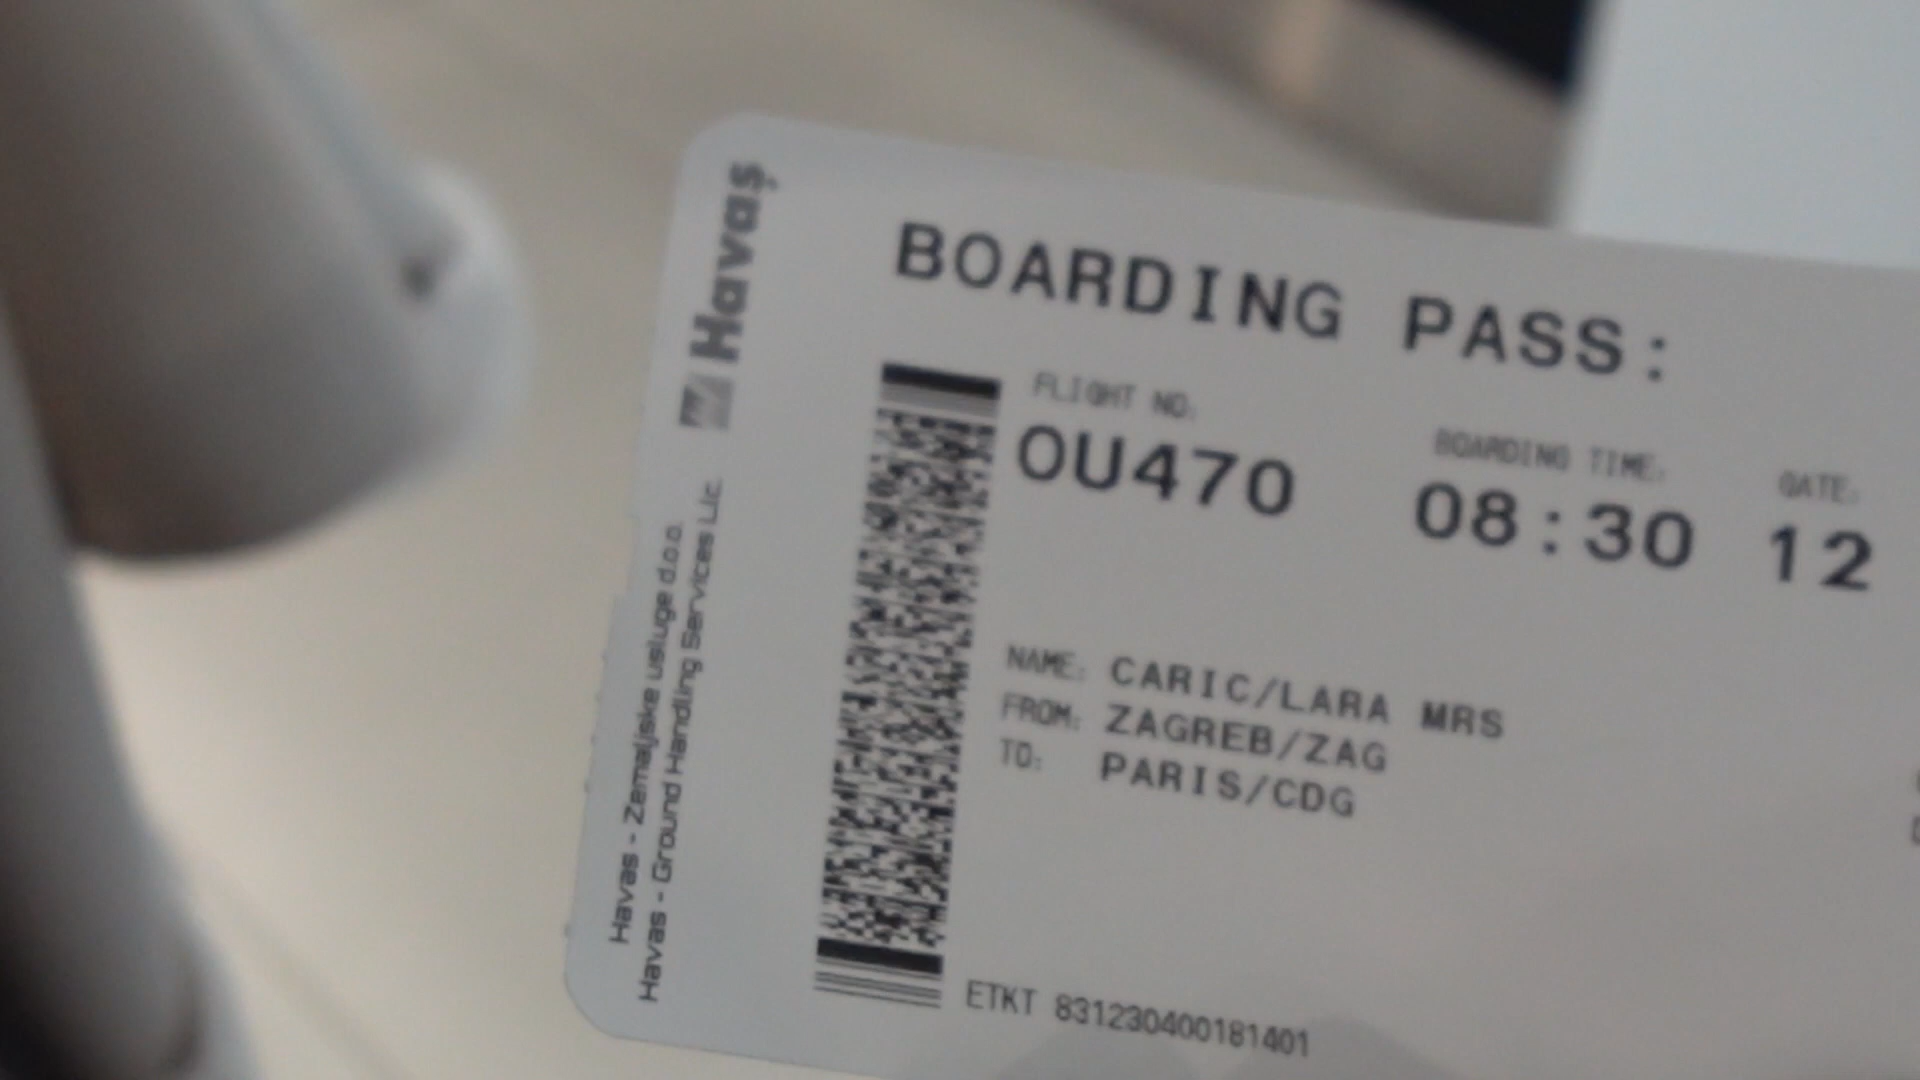 Havaş
Havas - Zemaljske usluge d.o.o.
Havas - Ground Handling Services Llc.
BOARDING PASS:
FLIGHT NO:
OU470
BOARDING TIME:
08:30
GATE:
12
NAME: CARIC/LARA MRS
FROM: ZAGREB/ZAG
TO: PARIS/CDG
ETKT 831230400181401